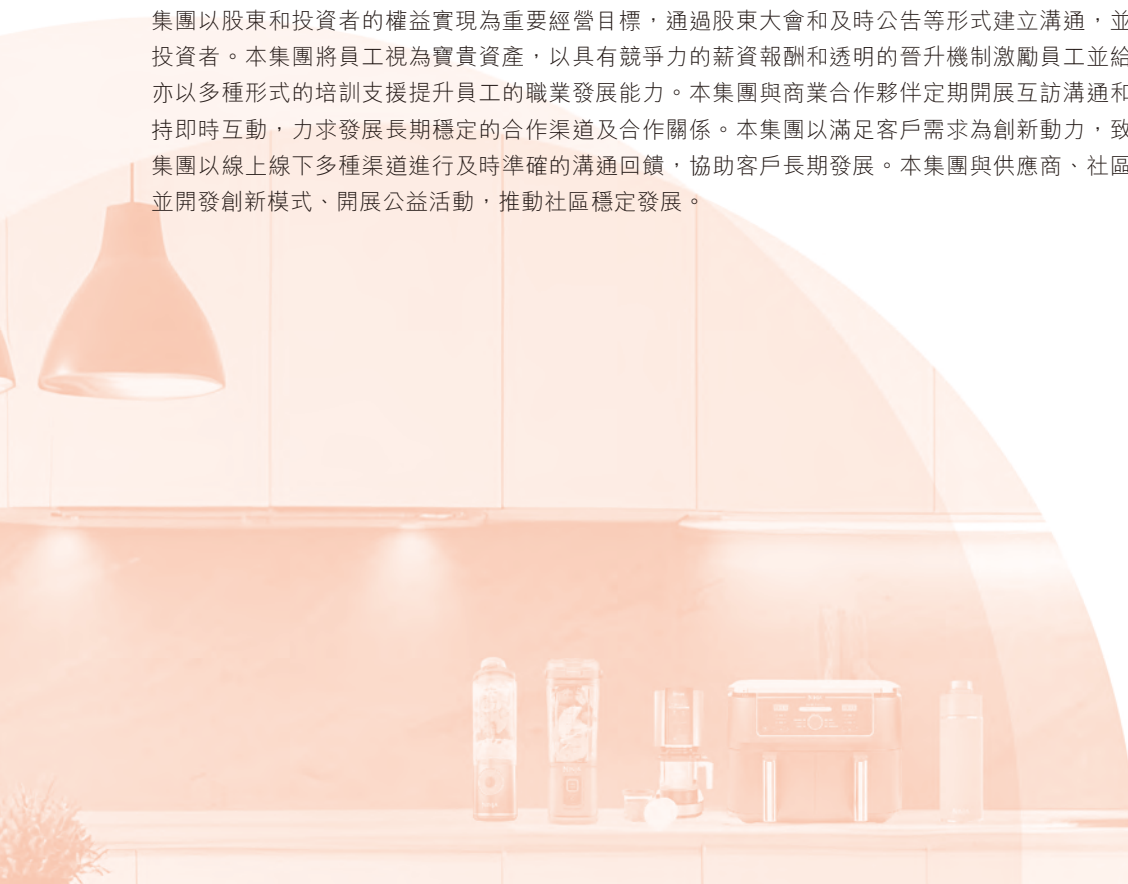 集團以股東和投資者的權益實現為重要經營目標，通過股東大會和及時公告等形式建立溝通，並
投資者。本集團將員工視為寶貴資產，以具有競爭力的薪資報酬和透明的晉升機制激勵員工並給
亦以多種形式的培訓支援提升員工的職業發展能力。本集團與商業合作夥伴定期開展互訪溝通和
持即時互動，力求發展長期穩定的合作渠道及合作關係。本集團以滿足客戶需求為創新動力，致
集團以線上線下多種渠道進行及時準確的溝通回饋，協助客戶長期發展。本集團與供應商、社區
並開發創新模式、開展公益活動，推動社區穩定發展。